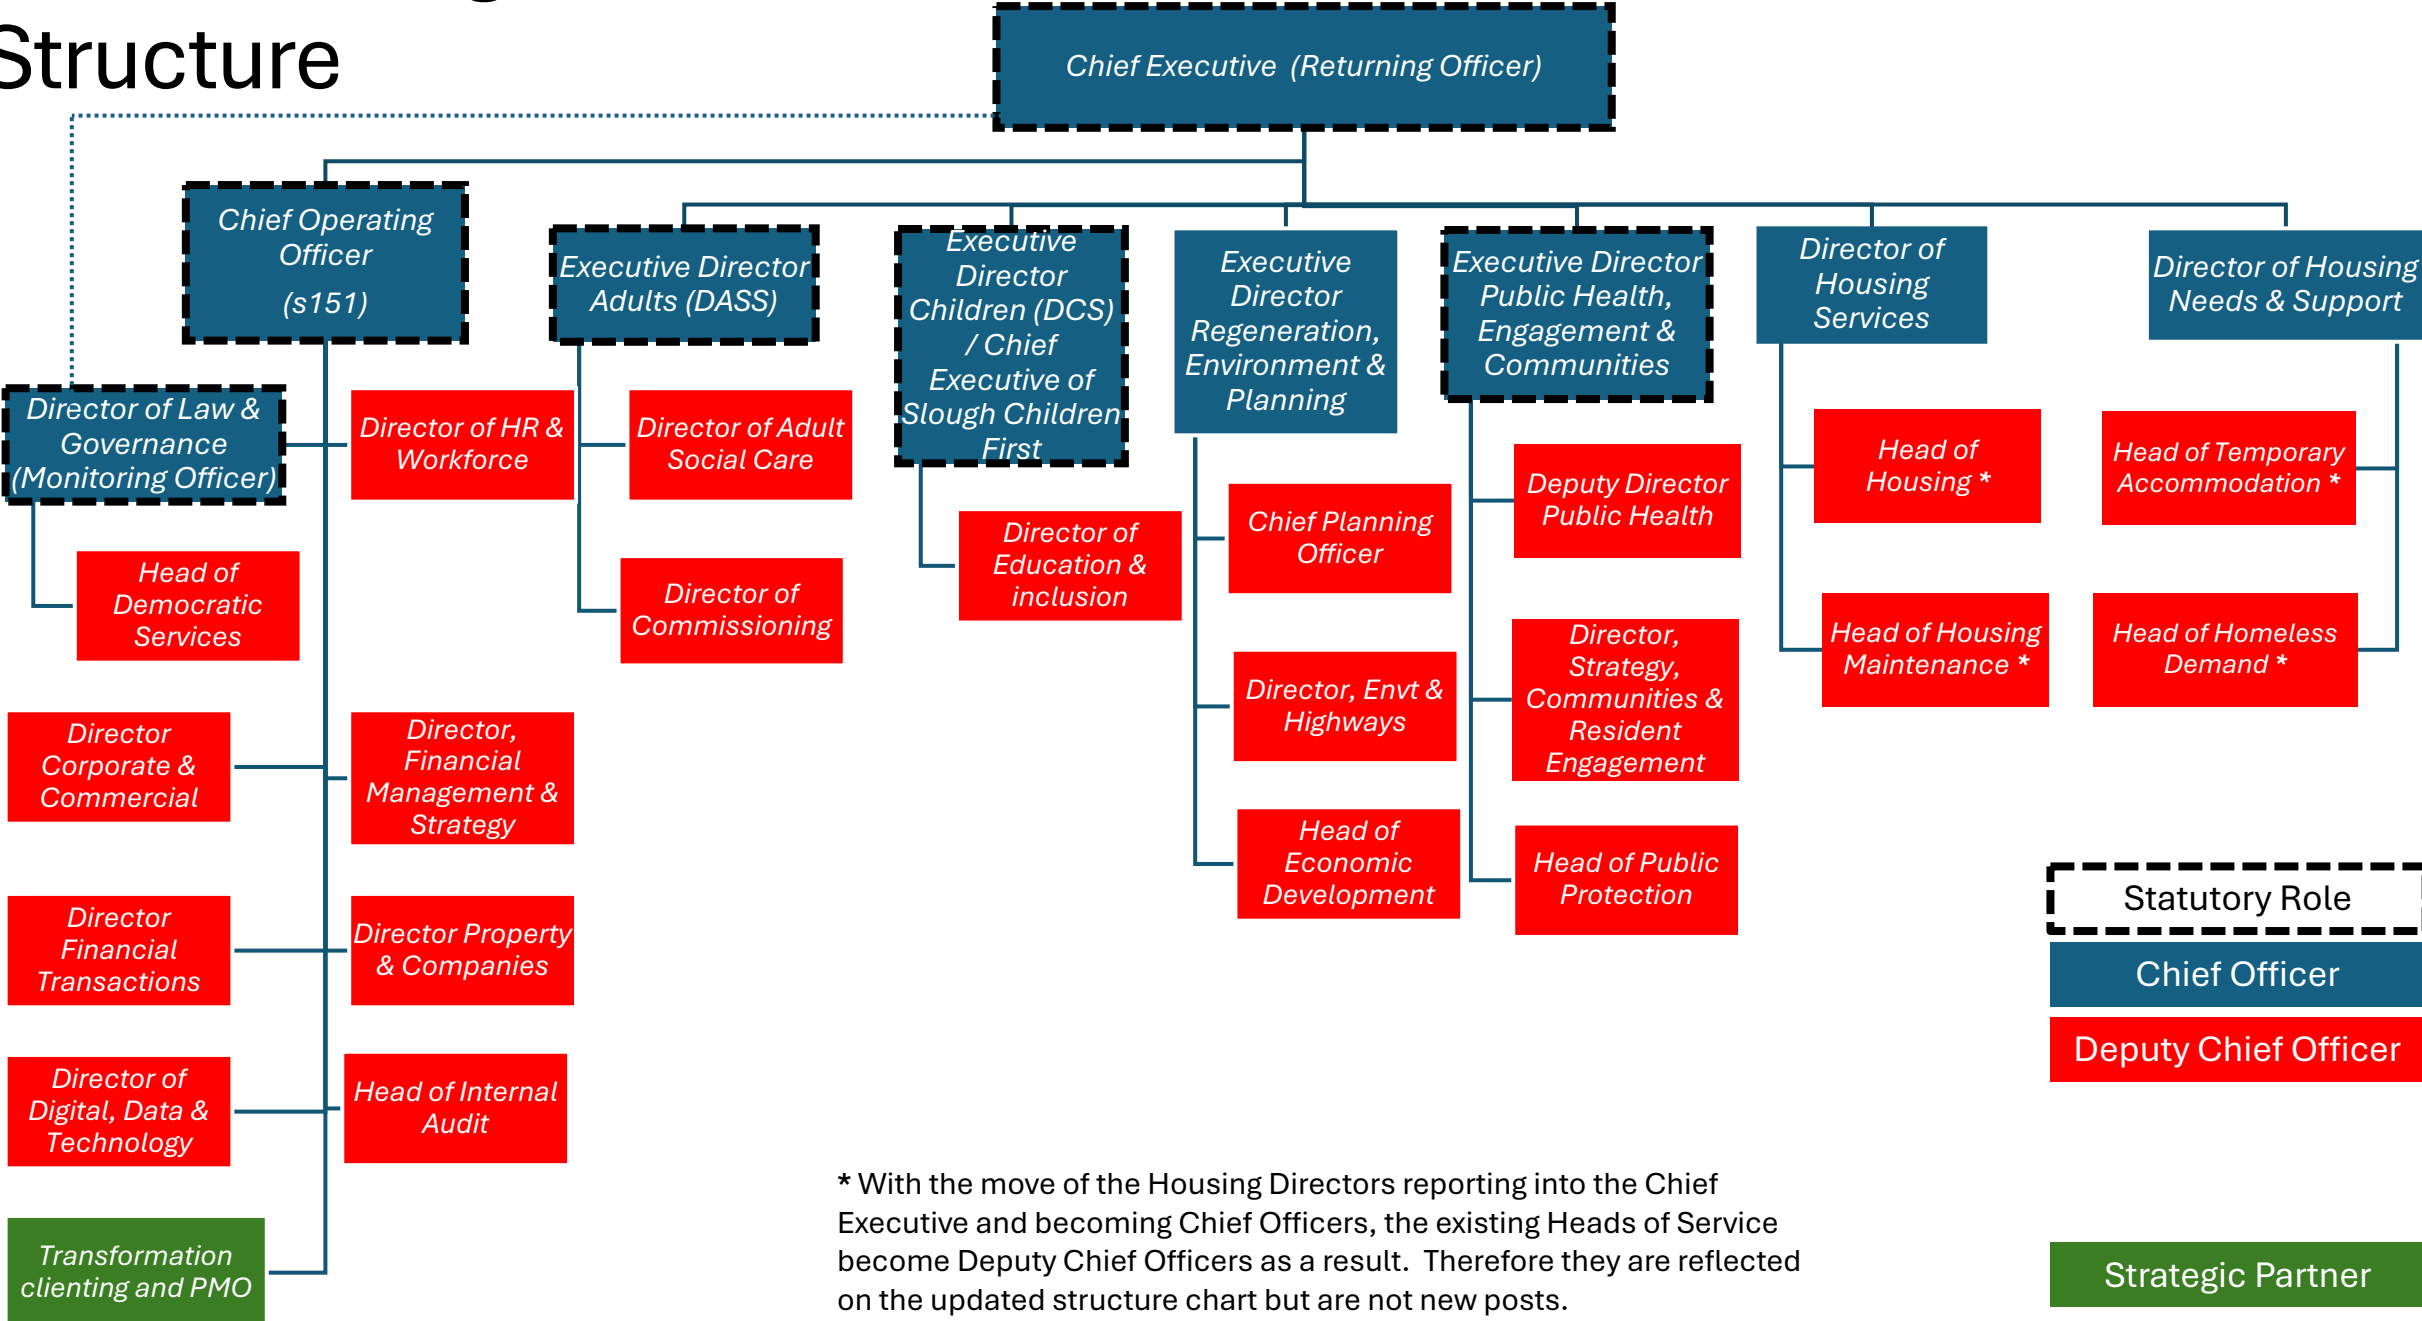 Structure
Chief Executive (Returning Officer)
Chief Operating
Officer
(s151)
Executive Director
Adults (DASS)
Executive
Director
Children (DCS)
/ Chief
Executive of
Slough Children
First
Executive
Director
Regeneration,
Environment &
Planning
Executive Director
Public Health,
Engagement &
Communities
Director of
Housing
Services
Director of Housing
Needs & Support
Director of Law &
Governance
(Monitoring Officer)
Director of HR &
Workforce
Director of Adult
Social Care
Head of
Housing *
Head of Temporary
Accommodation *
Deputy Director
Public Health
Chief Planning
Officer
Director of
Education &
inclusion
Head of
Democratic
Services
Director of
Commissioning
Head of Housing
Maintenance *
Head of Homeless
Demand *
Director,
Strategy,
Communities &
Resident
Engagement
Director, Envt &
Highways
Director
Corporate &
Commercial
Director,
Financial
Management &
Strategy
Head of
Economic
Development
Head of Public
Protection
Director
Financial
Transactions
Director Property
& Companies
Director of
Digital, Data &
Technology
Head of Internal
Audit
Transformation
clienting and PMO
Statutory Role
Chief Officer
Deputy Chief Officer
Strategic Partner
* With the move of the Housing Directors reporting into the Chief
Executive and becoming Chief Officers, the existing Heads of Service
become Deputy Chief Officers as a result. Therefore they are reflected
on the updated structure chart but are not new posts.